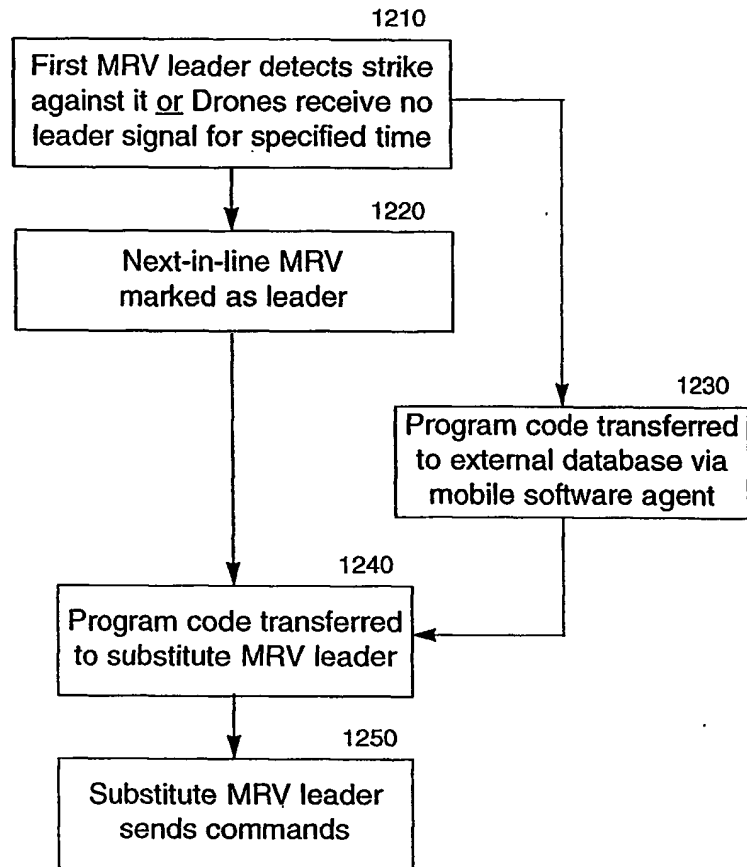 1210
First MRV leader detects strike
against it or Drones receive no
leader signal for specified time
1220
Next-in-line MRV
marked as leader
1230
Program code transferred
to external database via
mobile software agent
1240
Program code transferred
to substitute MRV leader
1250
Substitute MRV leader
sends commands